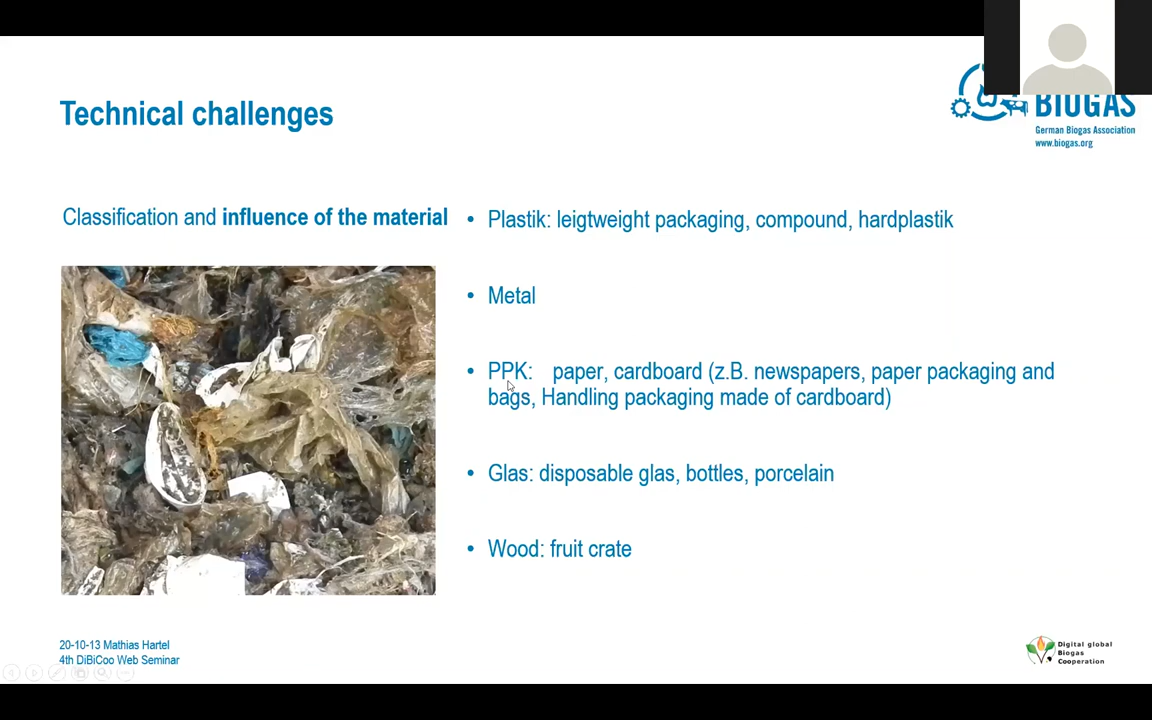 Technical challenges
BIOGAS
German Biogas Association
www.biogas.org
Classification and influence of the material
• Plastik: leigtweight packaging, compound, hardplastik
• Metal
• PPK: paper, cardboard (z.B. newspapers, paper packaging and
bags, Handling packaging made of cardboard)
• Glas: disposable glas, bottles, porcelain
• Wood: fruit crate
20-10-13 Mathias Hartel
4th DiBiCoo Web Seminar
Digital global
Biogas
Cooperation